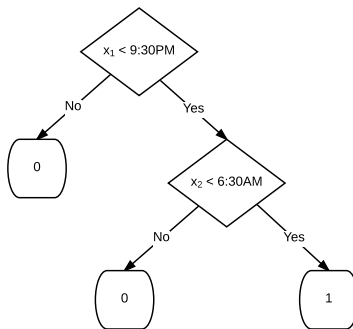 x₁ < 9:30PM
No
Yes
0
x₂ < 6:30AM
No
Yes
0
1